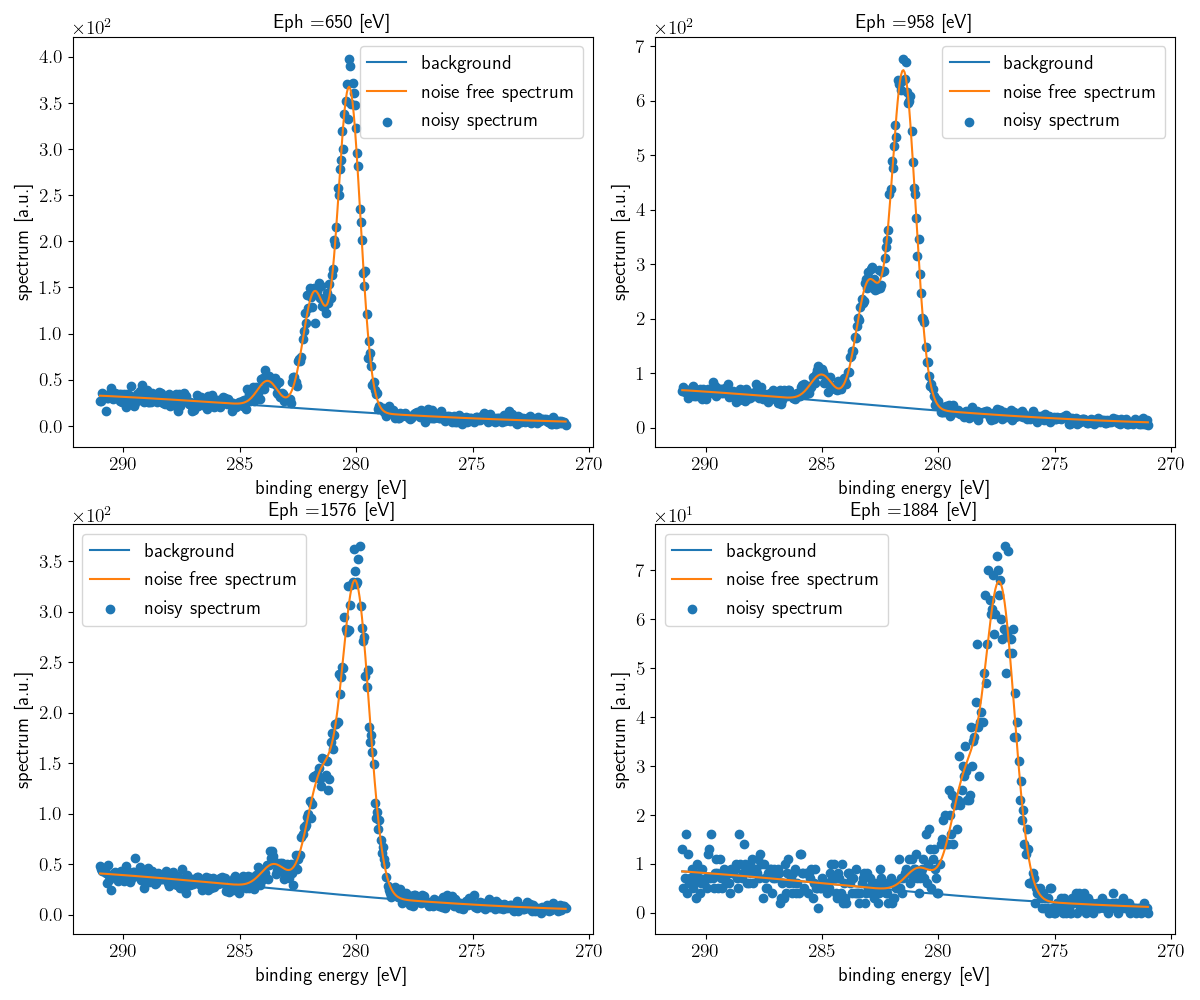 Eph =650 [eV]
×10²
background
noise free spectrum
noisy spectrum
4.0
3.5
3.0
2.5
2.0
1.5
1.0
0.5
0.0
spectrum [a.u.]
290 285 280 275 270
binding energy [eV]
Eph =958 [eV]
×10²
background
noise free spectrum
noisy spectrum
7
6
5
4
3
2
1
0
spectrum [a.u.]
290 285 280 275 270
binding energy [eV]
Eph =1576 [eV]
×10²
background
noise free spectrum
noisy spectrum
3.5
3.0
2.5
2.0
1.5
1.0
0.5
0.0
spectrum [a.u.]
290 285 280 275 270
binding energy [eV]
Eph =1884 [eV]
×10¹
background
noise free spectrum
noisy spectrum
7
6
5
4
3
2
1
0
spectrum [a.u.]
290 285 280 275 270
binding energy [eV]